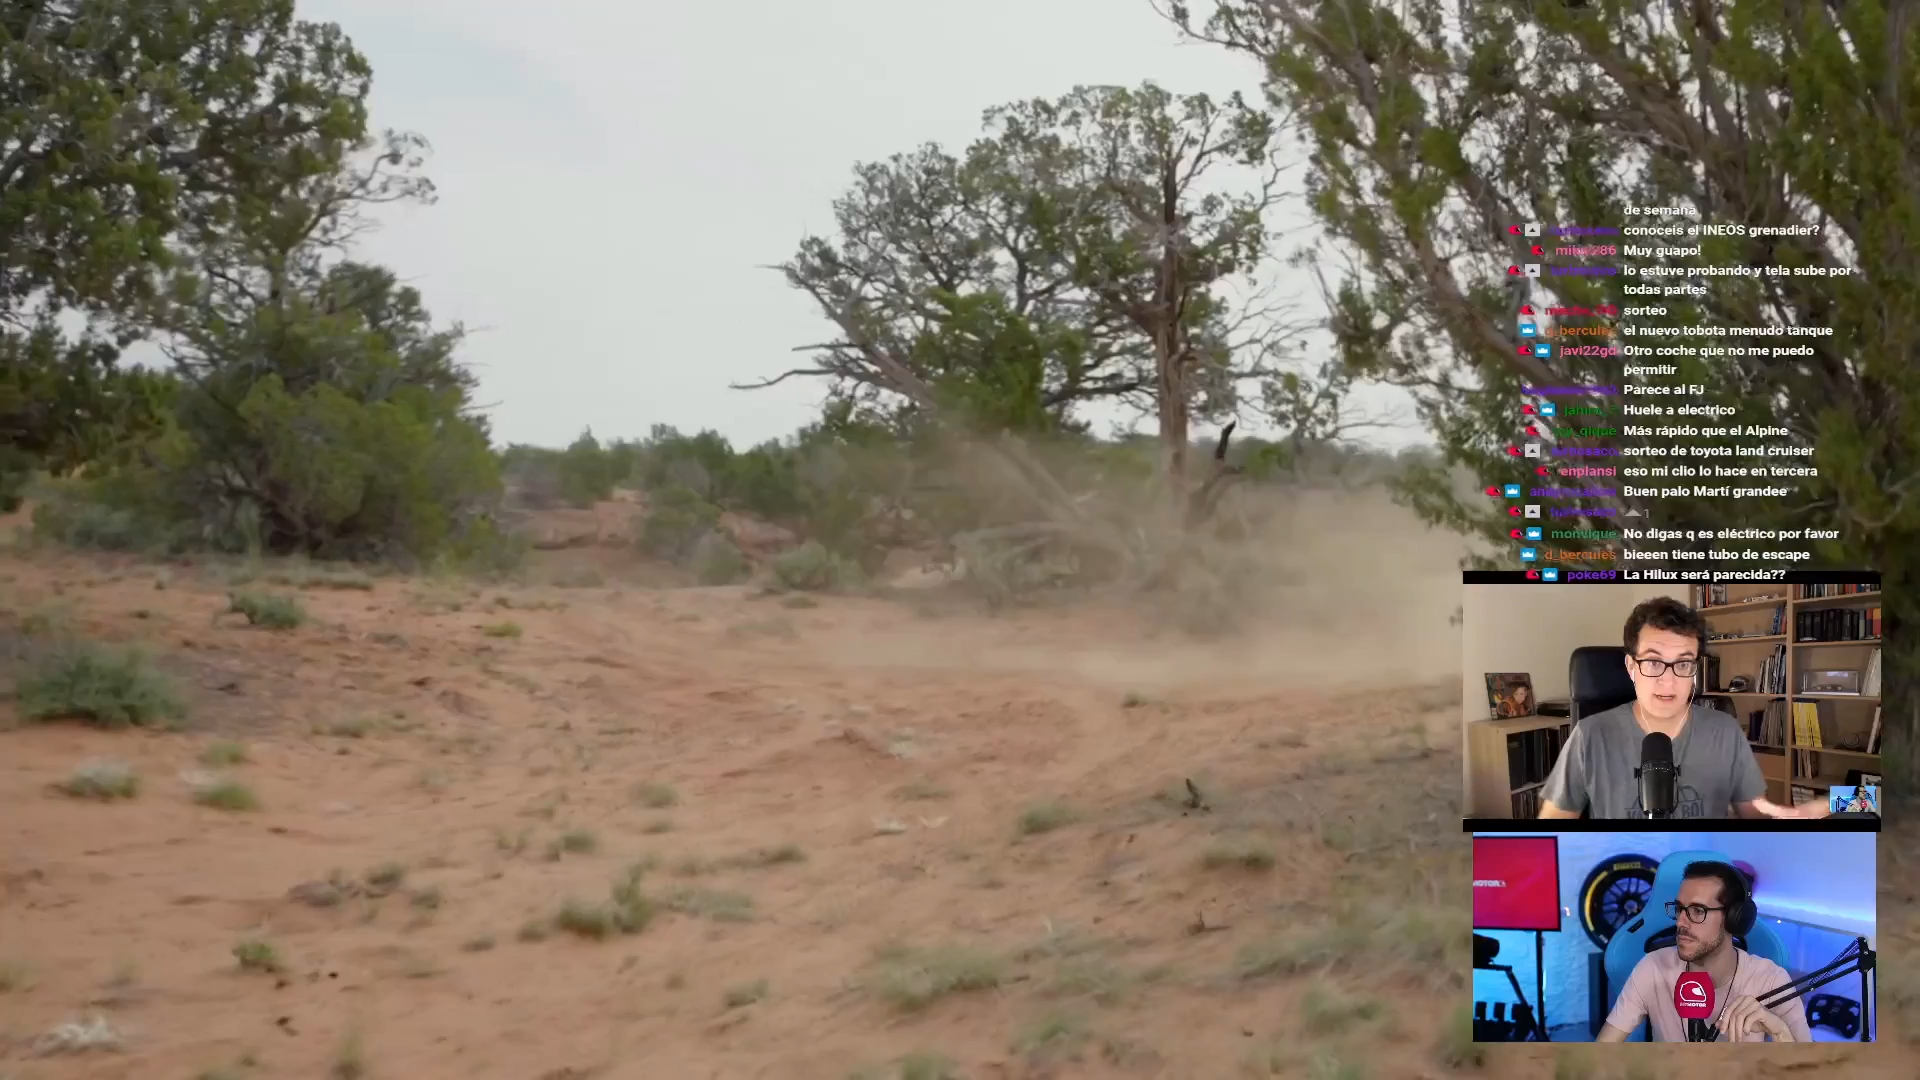 de semana
conoceis el INEOS grenadier?
Muy guapo!
lo estuve probando y tela sube por
todas partes
sorteo
d_bercules el nuevo tobota menudo tanque
javi22gd Otro coche que no me puedo
permitir
Parece al FJ
Huele a electrico
Más rápido que el Alpine
sorteo de toyota land cruiser
enplansi eso mi clio lo hace en tercera
Buen palo Martí grandee
1
monvigue No digas q es eléctrico por favor
d_bercules bieeen tiene tubo de escape
poke69 La Hilux será parecida??